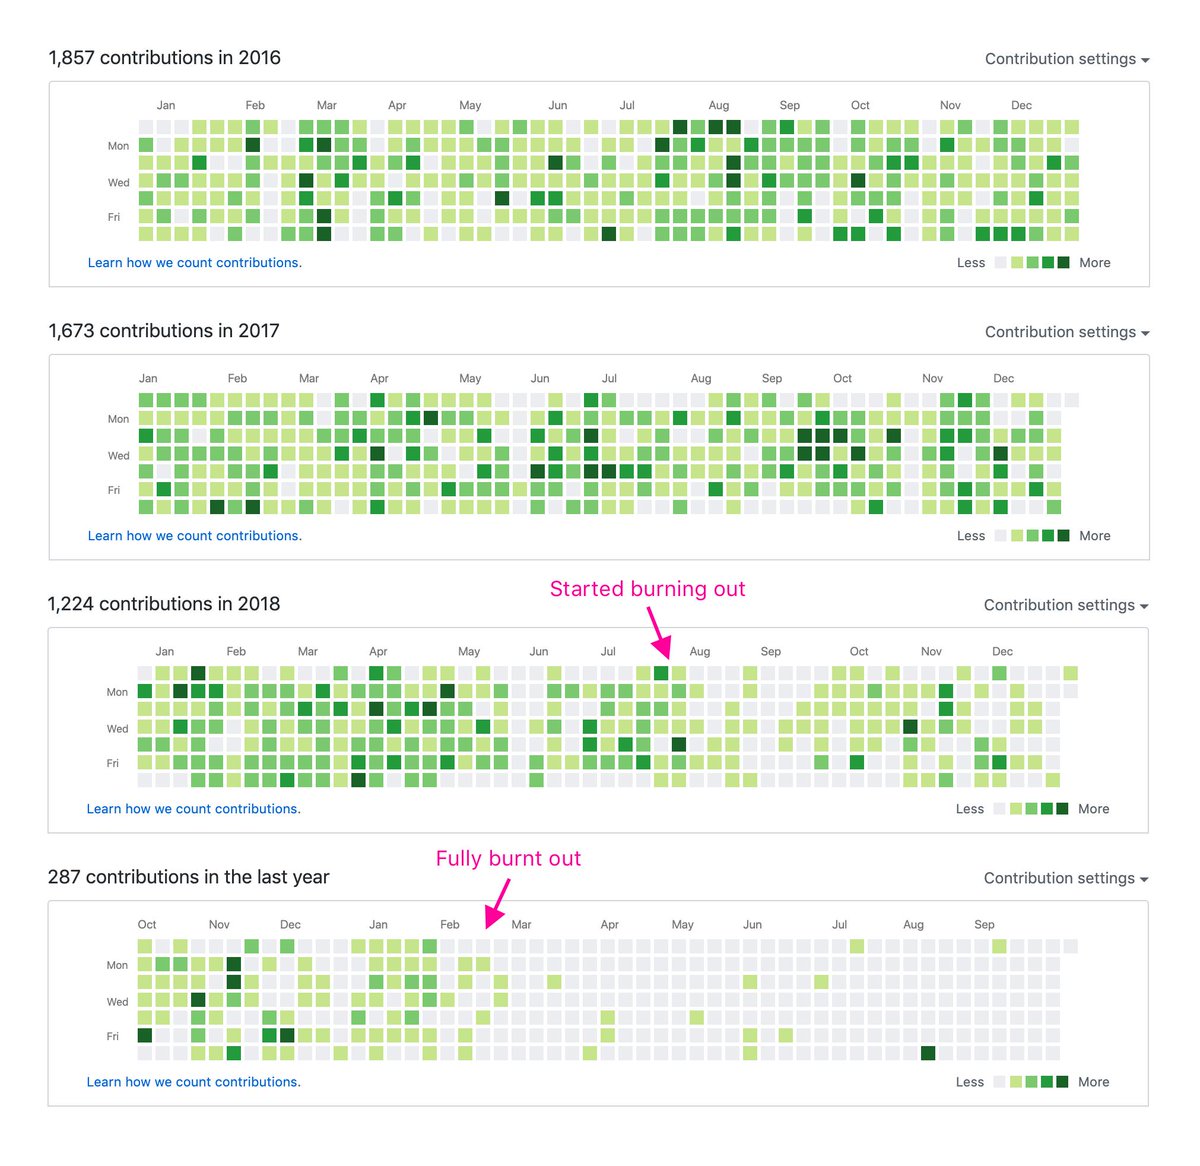 1,857 contributions in 2016
Contribution settings
Jan Feb Mar Apr May Jun Jul Aug Sep Oct Nov Dec
Mon
Wed
Fri
Learn how we count contributions.
Less More
1,673 contributions in 2017
Contribution settings
Jan Feb Mar Apr May Jun Jul Aug Sep Oct Nov Dec
Mon
Wed
Fri
Learn how we count contributions.
Less More
Started burning out
1,224 contributions in 2018
Contribution settings
Jan Feb Mar Apr May Jun Jul Aug Sep Oct Nov Dec
Mon
Wed
Fri
Learn how we count contributions.
Less More
Fully burnt out
287 contributions in the last year
Contribution settings
Oct Nov Dec Jan Feb Mar Apr May Jun Jul Aug Sep
Mon
Wed
Fri
Learn how we count contributions.
Less More